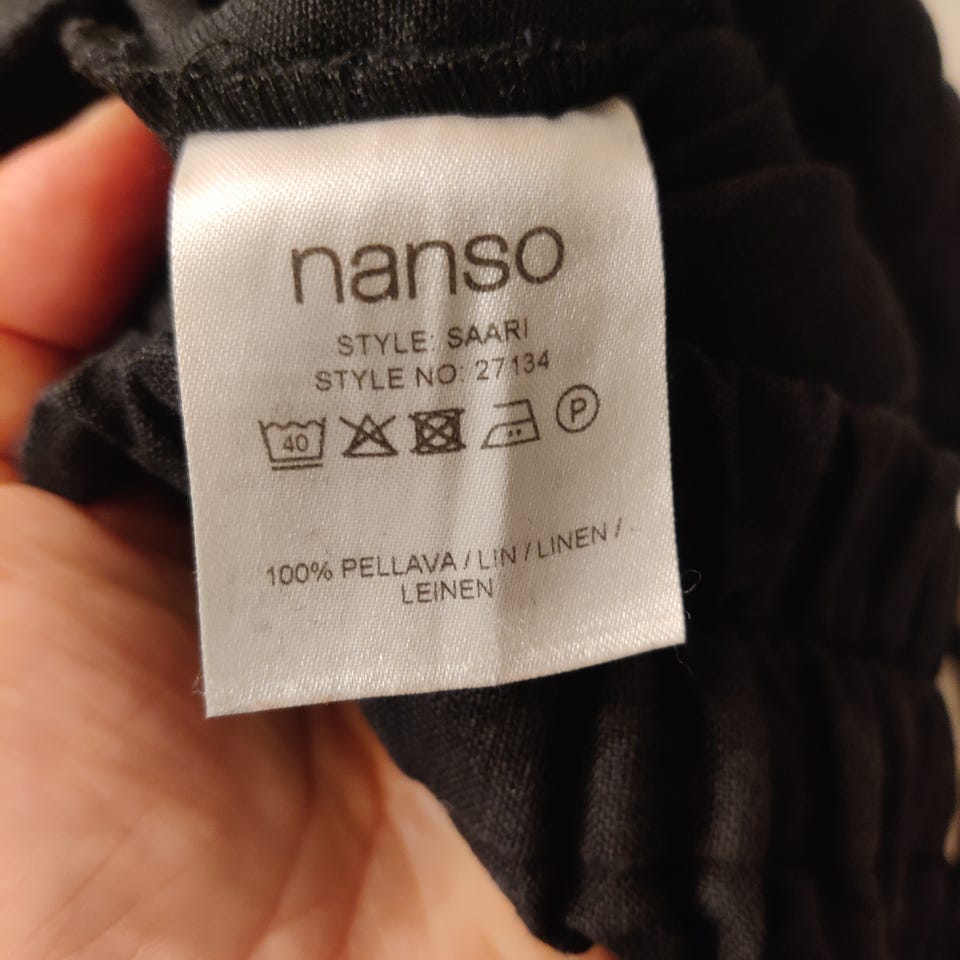 nanso
STYLE: SAARI
STYLE NO: 27134
40 P
100% PELLAVA / LIN / LINEN /
LEINEN